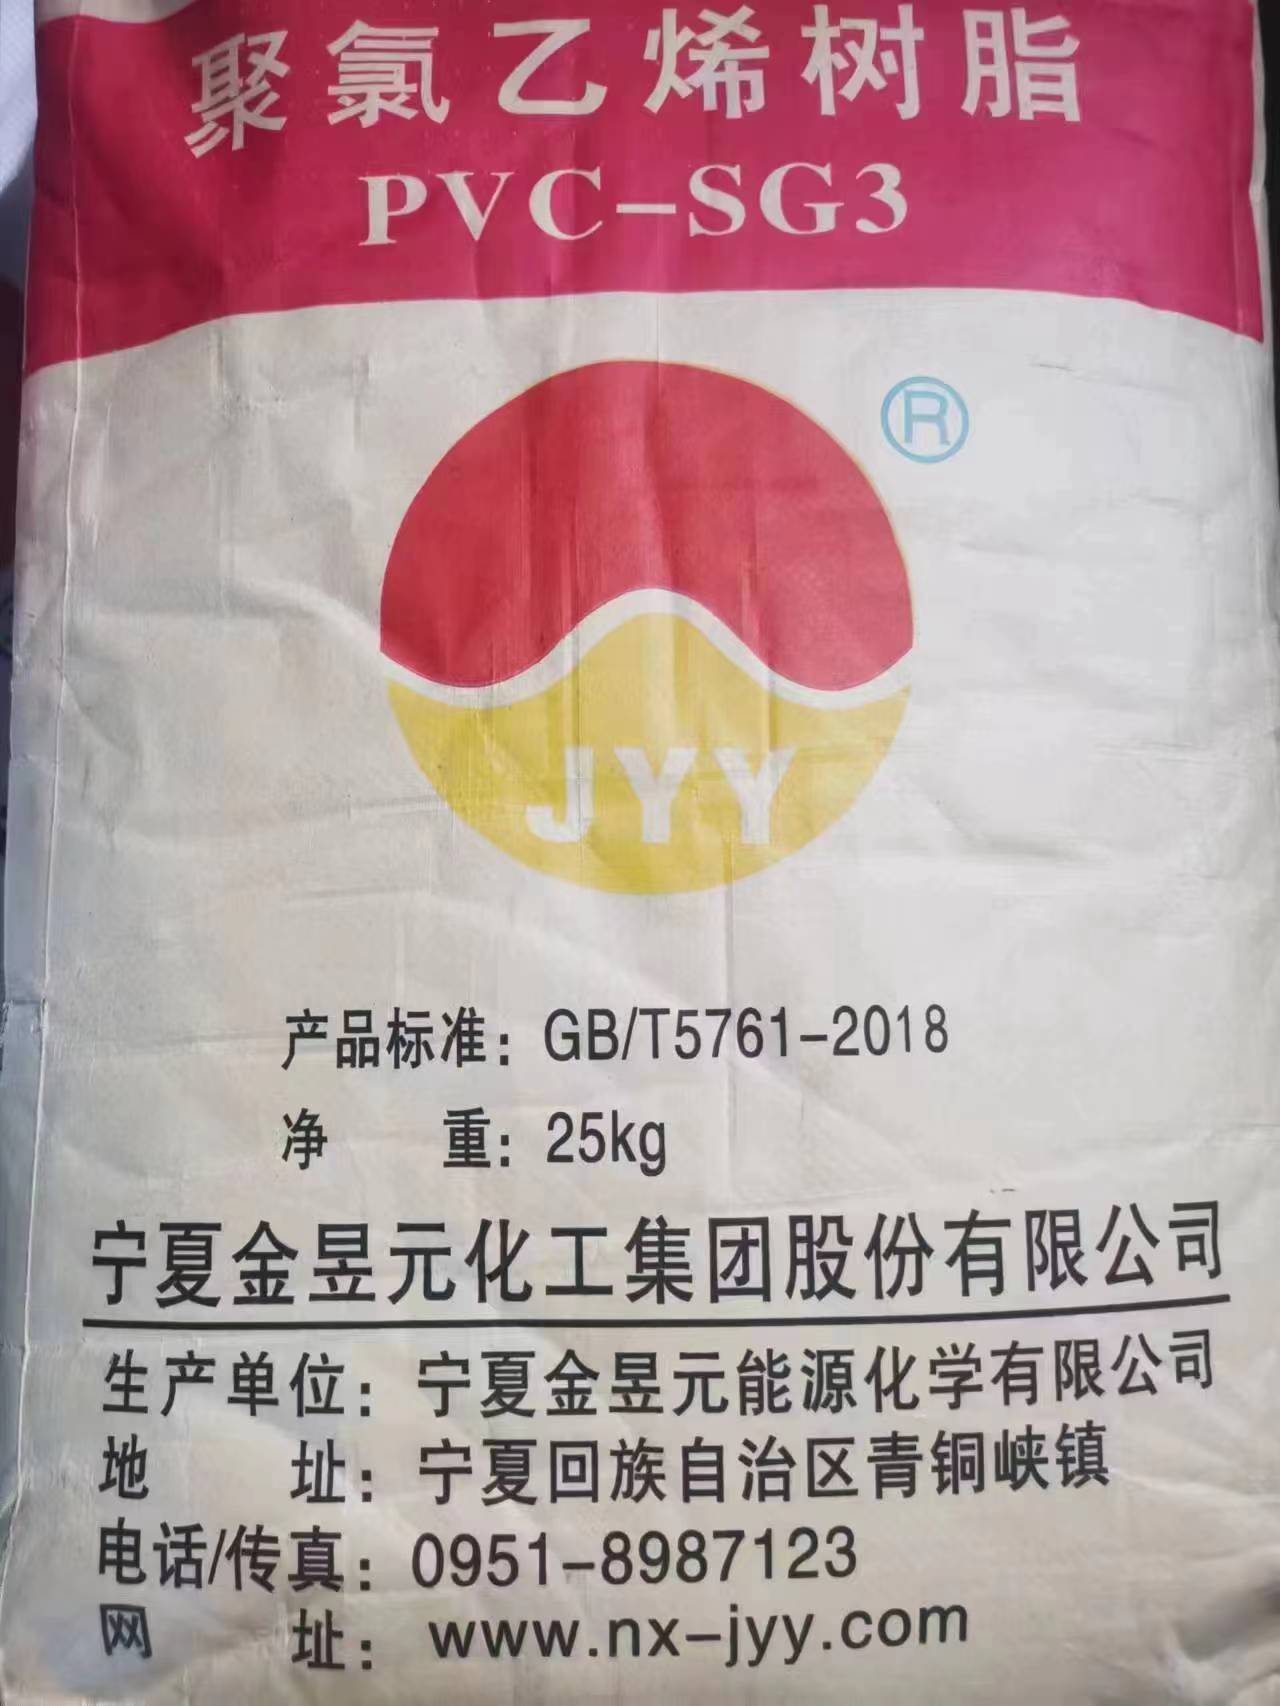 聚氯乙烯树脂
PVC-SG3
®
JYY
产品标准：GB/T5761-2018
净 重：25kg
宁夏金昱元化工集团股份有限公司
生产单位：宁夏金昱元能源化学有限公司
地 址：宁夏回族自治区青铜峡镇
电话/传真：0951-8987123
网 址：www.nx-jyy.com